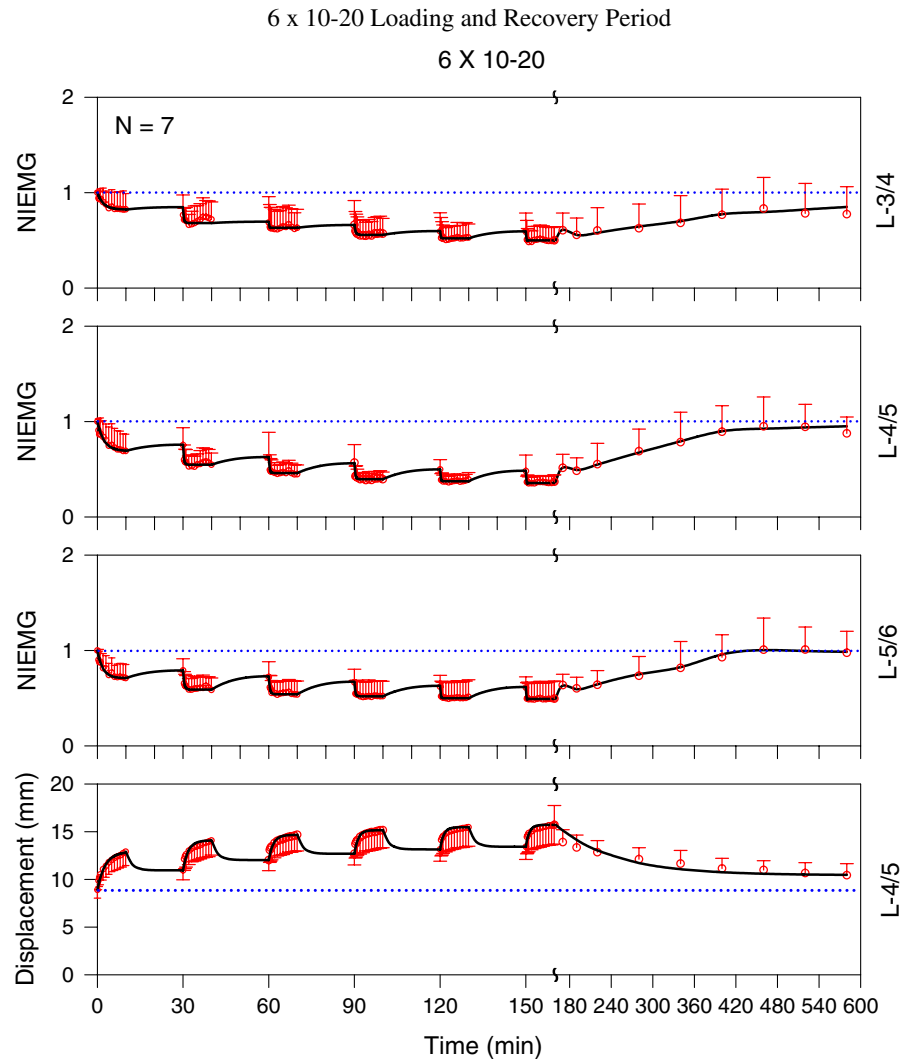 6 x 10-20 Loading and Recovery Period
6 X 10-20
N = 7
2
1
0
NIEMG
L-3/4
2
1
0
NIEMG
L-4/5
2
1
0
NIEMG
L-5/6
20
15
10
5
0
Displacement (mm)
L-4/5
0 30 60 90 120 150 180 240 300 360 420 480 540 600
Time (min)